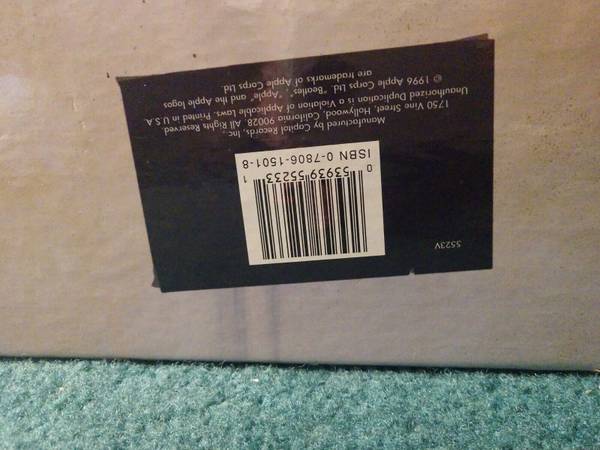 5523V
0 53939 55233 1
ISBN 0-7806-1501-8
Manufactured by Capitol Records, Inc.,
1750 Vine Street, Hollywood, California 90028. All Rights Reserved.
Unauthorized Duplication is a Violation of Applicable Laws. Printed in U.S.A.
© 1996 Apple Corps Ltd. "Beatles", "Apple" and the Apple logos
are trademarks of Apple Corps Ltd